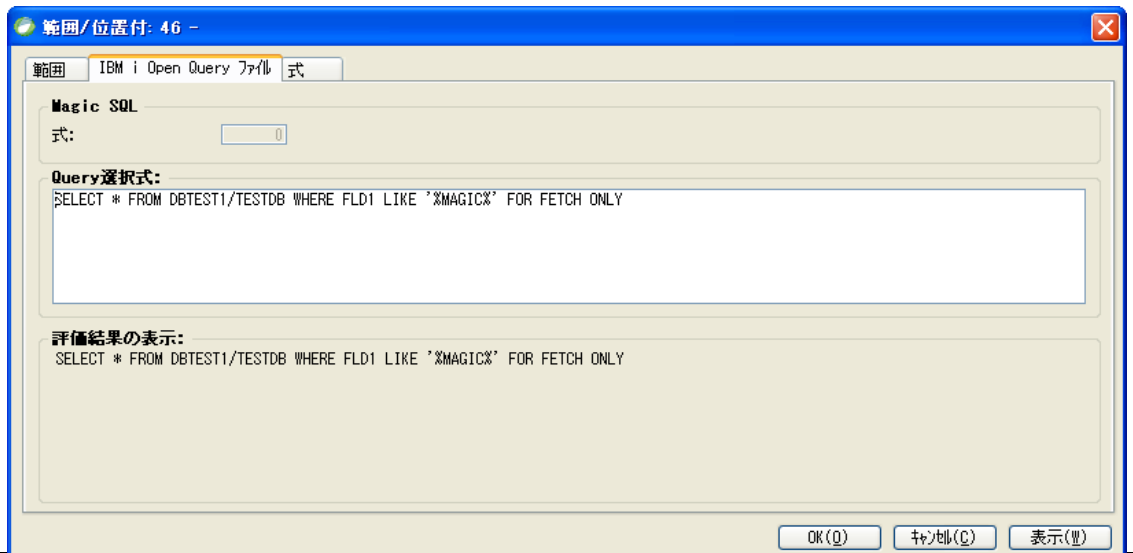 範囲/位置付: 46 -
範囲 IBM i Open Query ファイル 式
Magic SQL
式: 0
Query選択式:
SELECT * FROM DBTEST1/TESTDB WHERE FLD1 LIKE '%MAGIC%' FOR FETCH ONLY
評価結果の表示:
SELECT * FROM DBTEST1/TESTDB WHERE FLD1 LIKE '%MAGIC%' FOR FETCH ONLY
OK(O) キャンセル(C) 表示(W)